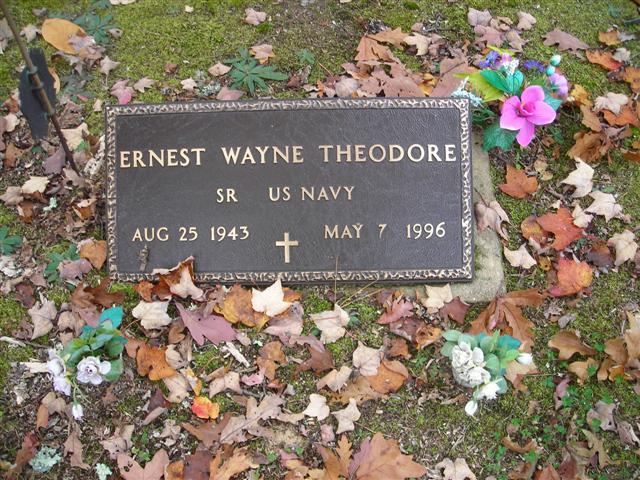 ERNEST WAYNE THEODORE
SR US NAVY
AUG 25 1943 MAY 7 1996